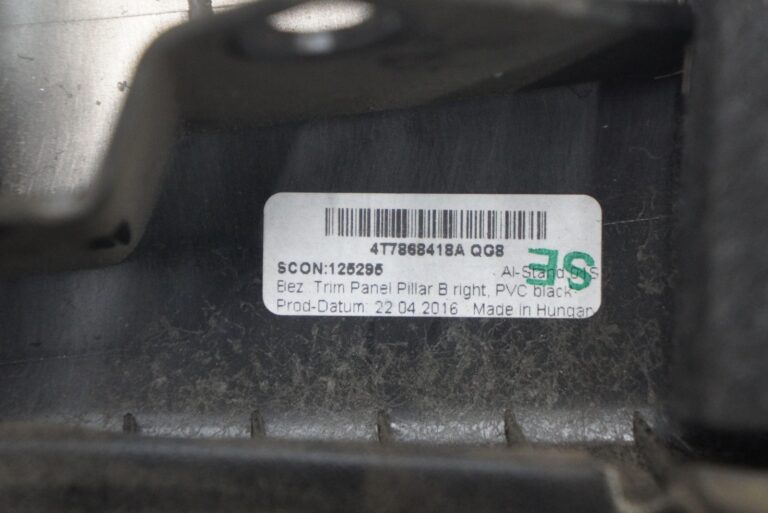 4T7868418A QG8
SCON:125295 AI-Stand 01S
Bez.: Trim Panel Pillar B right, PVC black
Prod-Datum: 22.04.2016 Made in Hungar
SE